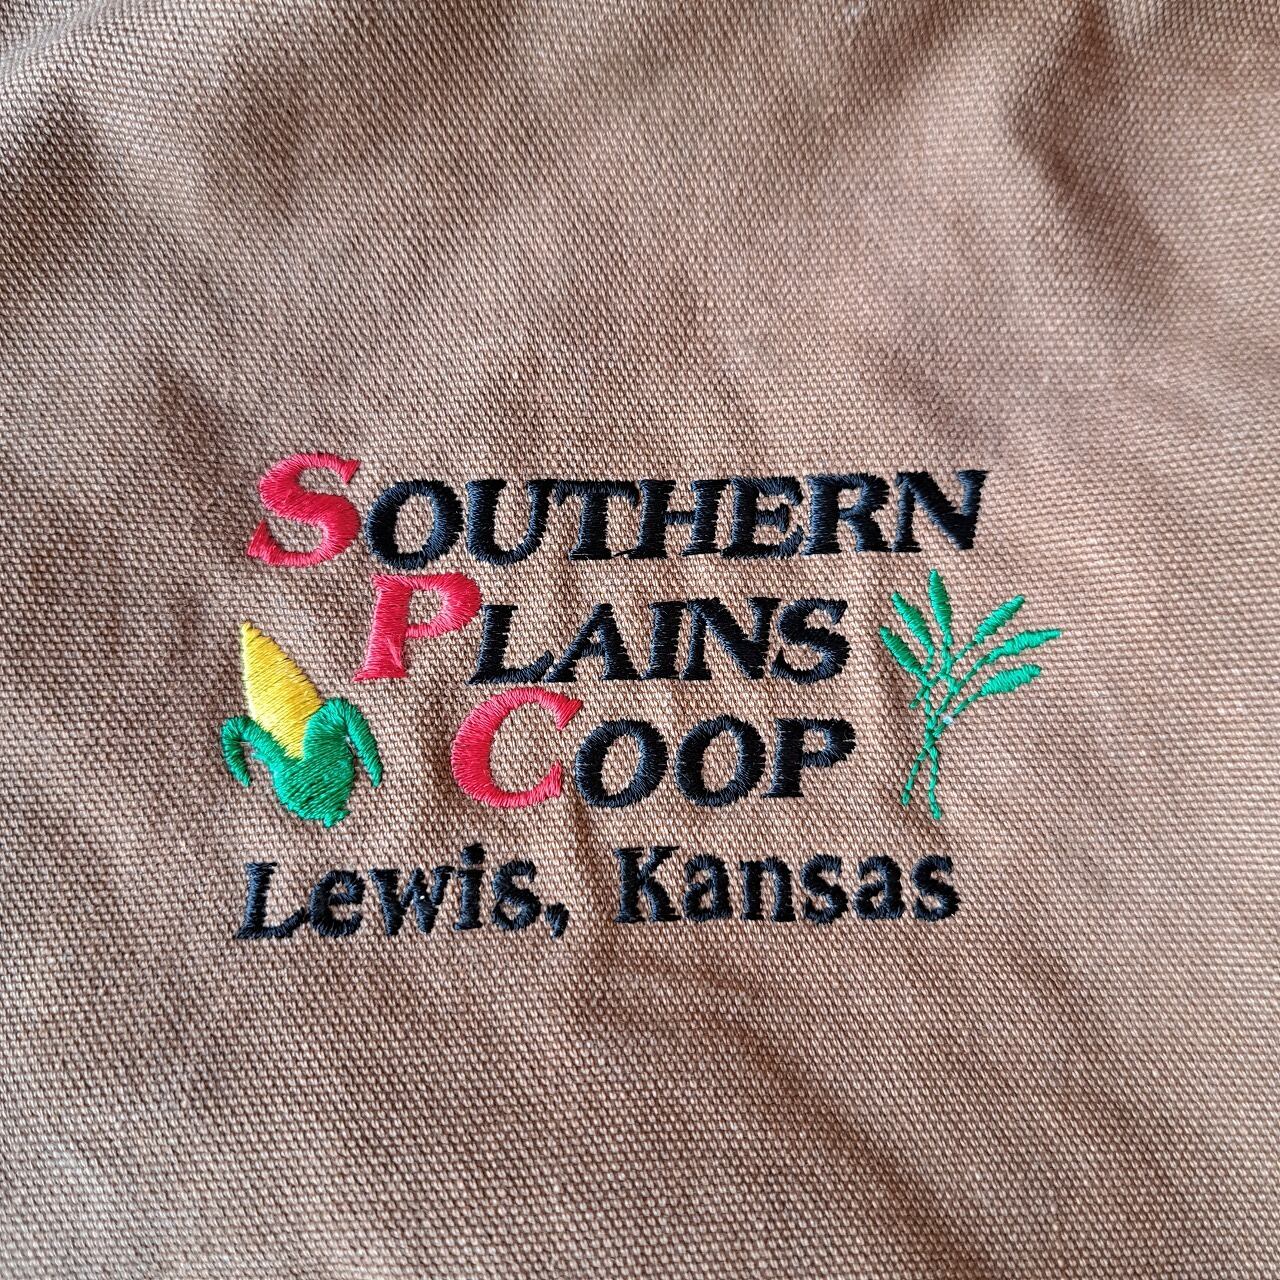 SOUTHERN
PLAINS
COOP
Lewis, Kansas